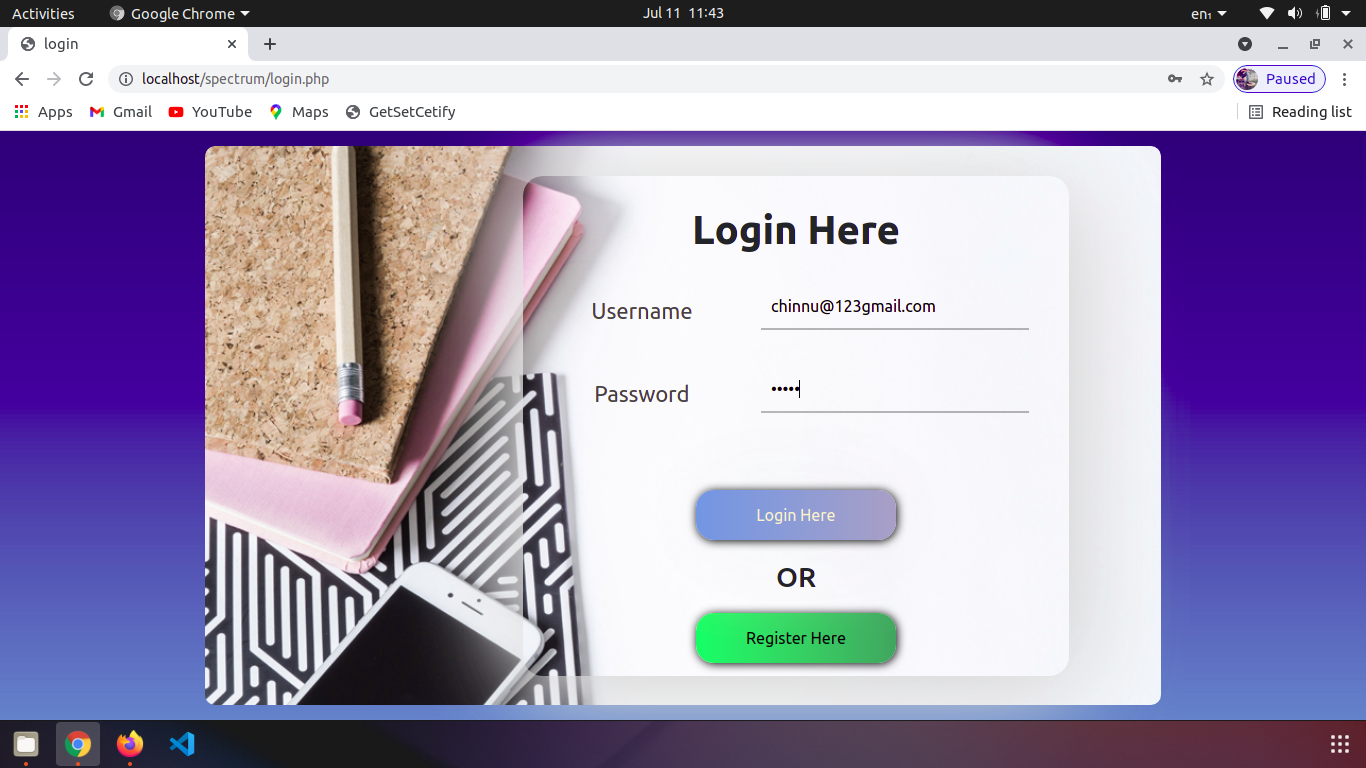 Activities Google Chrome Jul 11 11:43 en₁
login
localhost/spectrum/login.php Paused
Apps Gmail YouTube Maps GetSetCetify Reading list
Login Here
Username chinnu@123gmail.com
Password •••••
Login Here
OR
Register Here